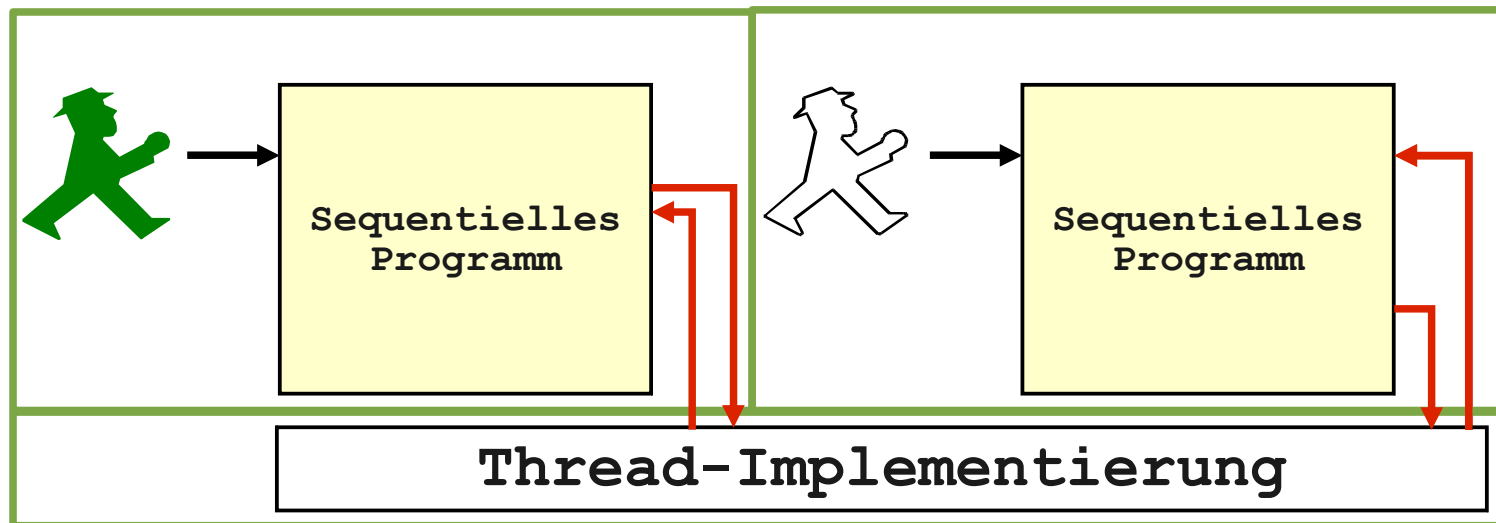 Sequentielles
Programm
Sequentielles
Programm
Thread-Implementierung